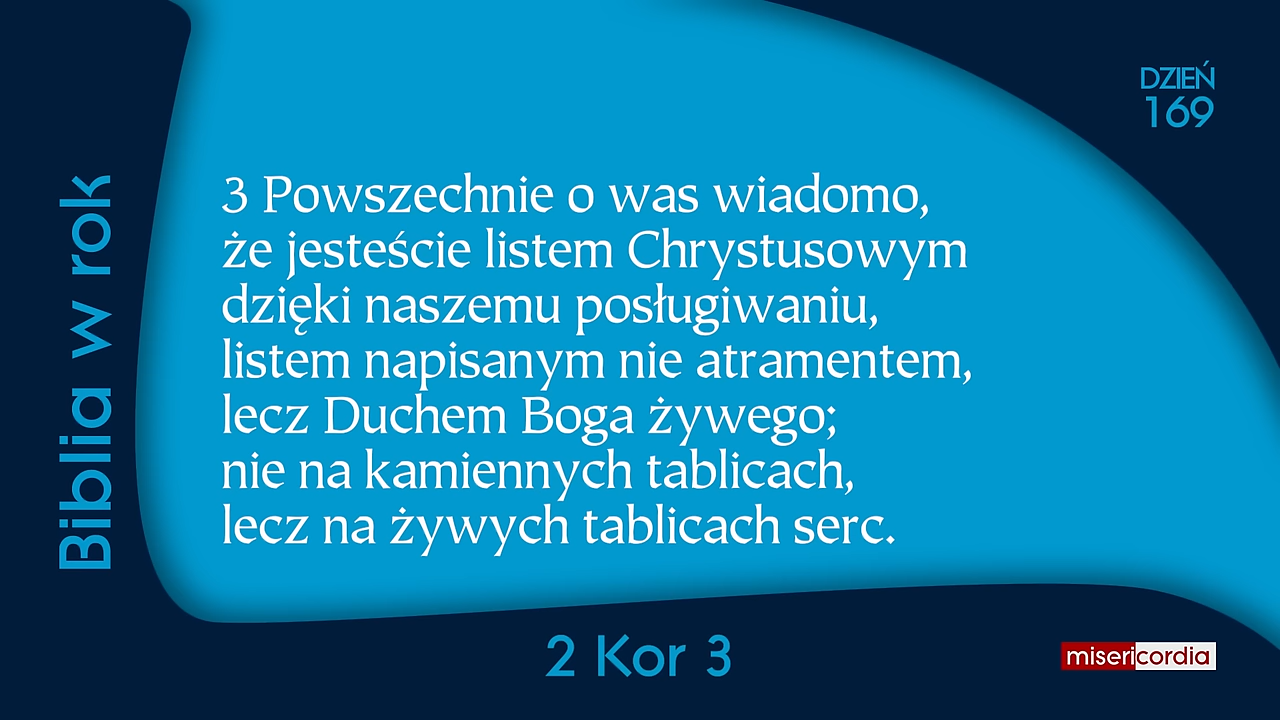 DZIEŃ
169
Biblia w rok
3 Powszechnie o was wiadomo,
że jesteście listem Chrystusowym
dzięki naszemu posługiwaniu,
listem napisanym nie atramentem,
lecz Duchem Boga żywego;
nie na kamiennych tablicach,
lecz na żywych tablicach serc.
2 Kor 3
misericordia